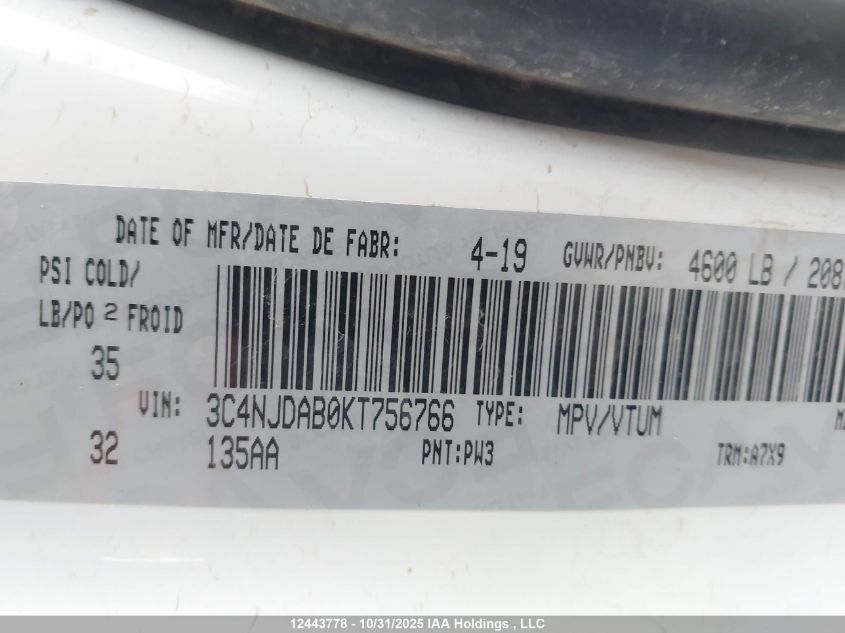 DATE OF MFR/DATE DE FABR: 4-19 GVWR/PNBV: 4600 LB / 208
PSI COLD/
LB/PO 2 FROID
35
VIN: 3C4NJDAB0KT756766 TYPE: MPV/VTUM
32 135AA PNT:PW3 TRM:A7X9
12443778 - 10/31/2025 IAA Holdings , LLC